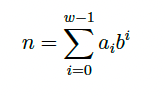 n = \sum_{i=0}^{w-1} a_i b^i